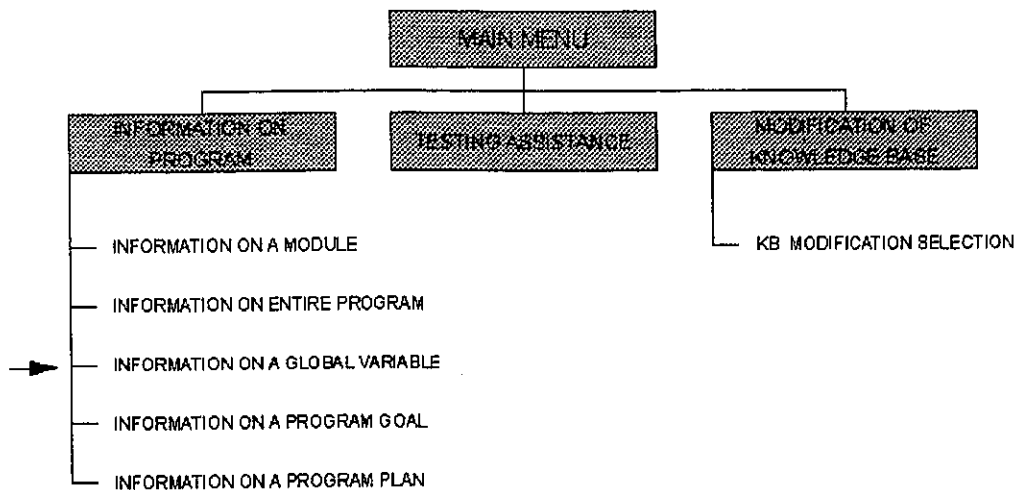 MAIN MENU
INFORMATION ON
PROGRAM
TESTING ASSISTANCE
MODIFICATION OF
KNOWLEDGE BASE
INFORMATION ON A MODULE
INFORMATION ON ENTIRE PROGRAM
INFORMATION ON A GLOBAL VARIABLE
INFORMATION ON A PROGRAM GOAL
INFORMATION ON A PROGRAM PLAN
KB MODIFICATION SELECTION